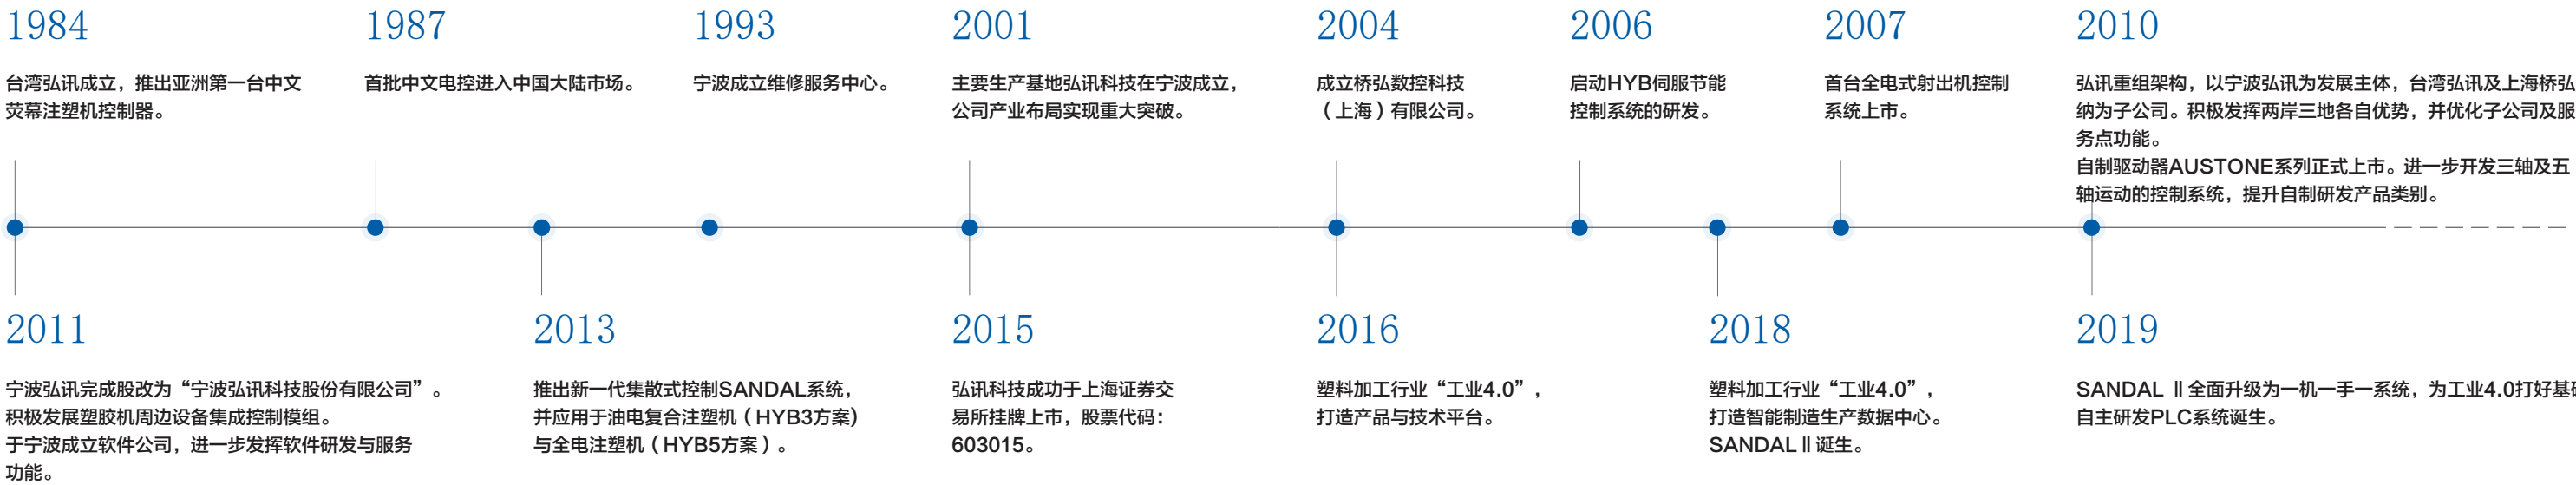 1984
台湾弘讯成立，推出亚洲第一台中文
荧幕注塑机控制器。
1987
首批中文电控进入中国大陆市场。
1993
宁波成立维修服务中心。
2001
主要生产基地弘讯科技在宁波成立，
公司产业布局实现重大突破。
2004
成立桥弘数控科技
（上海）有限公司。
2006
启动HYB伺服节能
控制系统的研发。
2007
首台全电式射出机控制
系统上市。
2010
弘讯重组架构，以宁波弘讯为发展主体，台湾弘讯及上海桥弘
纳为子公司。积极发挥两岸三地各自优势，并优化子公司及服
务点功能。
自制驱动器AUSTONE系列正式上市。进一步开发三轴及五
轴运动的控制系统，提升自制研发产品类别。
2011
宁波弘讯完成股改为“宁波弘讯科技股份有限公司”。
积极发展塑胶机周边设备集成控制模组。
于宁波成立软件公司，进一步发挥软件研发与服务
功能。
2013
推出新一代集散式控制SANDAL系统，
并应用于油电复合注塑机（HYB3方案）
与全电注塑机（HYB5方案）。
2015
弘讯科技成功于上海证券交
易所挂牌上市，股票代码：
603015。
2016
塑料加工行业“工业4.0”，
打造产品与技术平台。
2018
塑料加工行业“工业4.0”，
打造智能制造生产数据中心。
SANDALⅡ诞生。
2019
SANDAL Ⅱ全面升级为一机一手一系统，为工业4.0打好基础
自主研发PLC系统诞生。